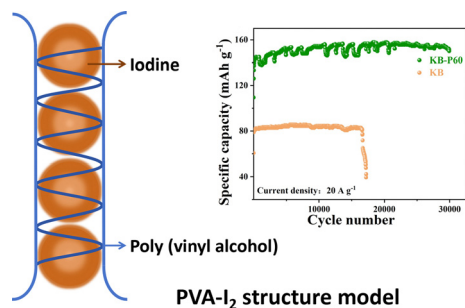 Iodine
Poly (vinyl alcohol)
Specific capacity (mAh g⁻¹)
160
120
80
40
KB-P60
KB
Current density: 20 A g⁻¹
10000
20000
30000
Cycle number
PVA-I₂ structure model